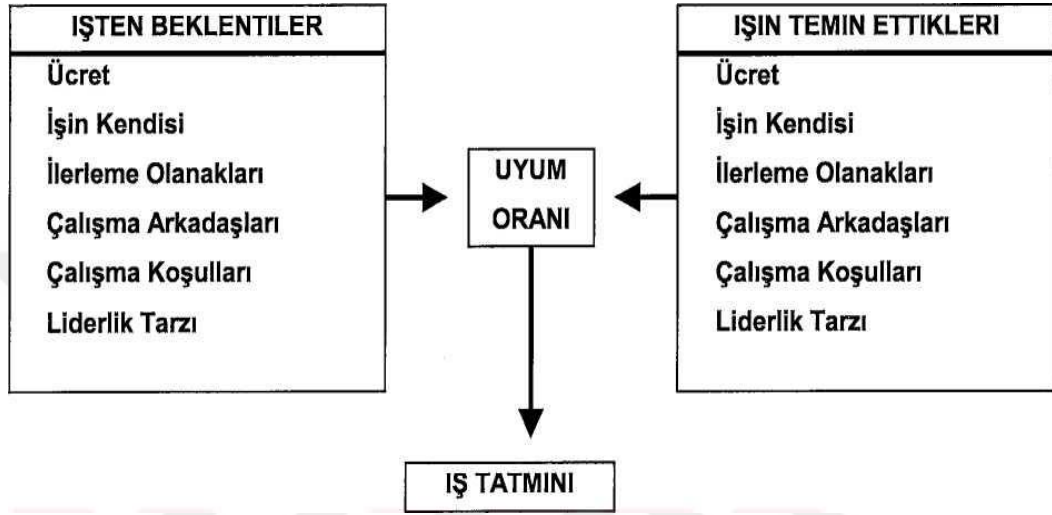 IŞTEN BEKLENTILER
Ücret
İşin Kendisi
İlerleme Olanakları
Çalışma Arkadaşları
Çalışma Koşulları
Liderlik Tarzı
UYUM
ORANI
IŞIN TEMIN ETTIKLERI
Ücret
İşin Kendisi
İlerleme Olanakları
Çalışma Arkadaşları
Çalışma Koşulları
Liderlik Tarzı
IŞ TATMINI